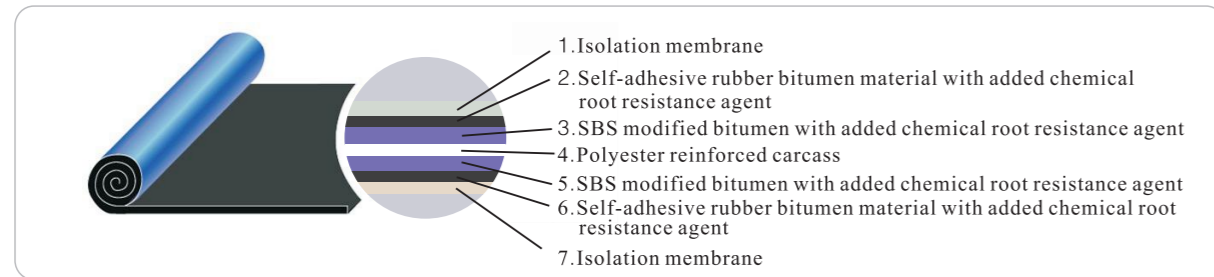 1.Isolation membrane
2.Self-adhesive rubber bitumen material with added chemical
root resistance agent
3.SBS modified bitumen with added chemical root resistance agent
4.Polyester reinforced carcass
5.SBS modified bitumen with added chemical root resistance agent
6.Self-adhesive rubber bitumen material with added chemical root
resistance agent
7.Isolation membrane